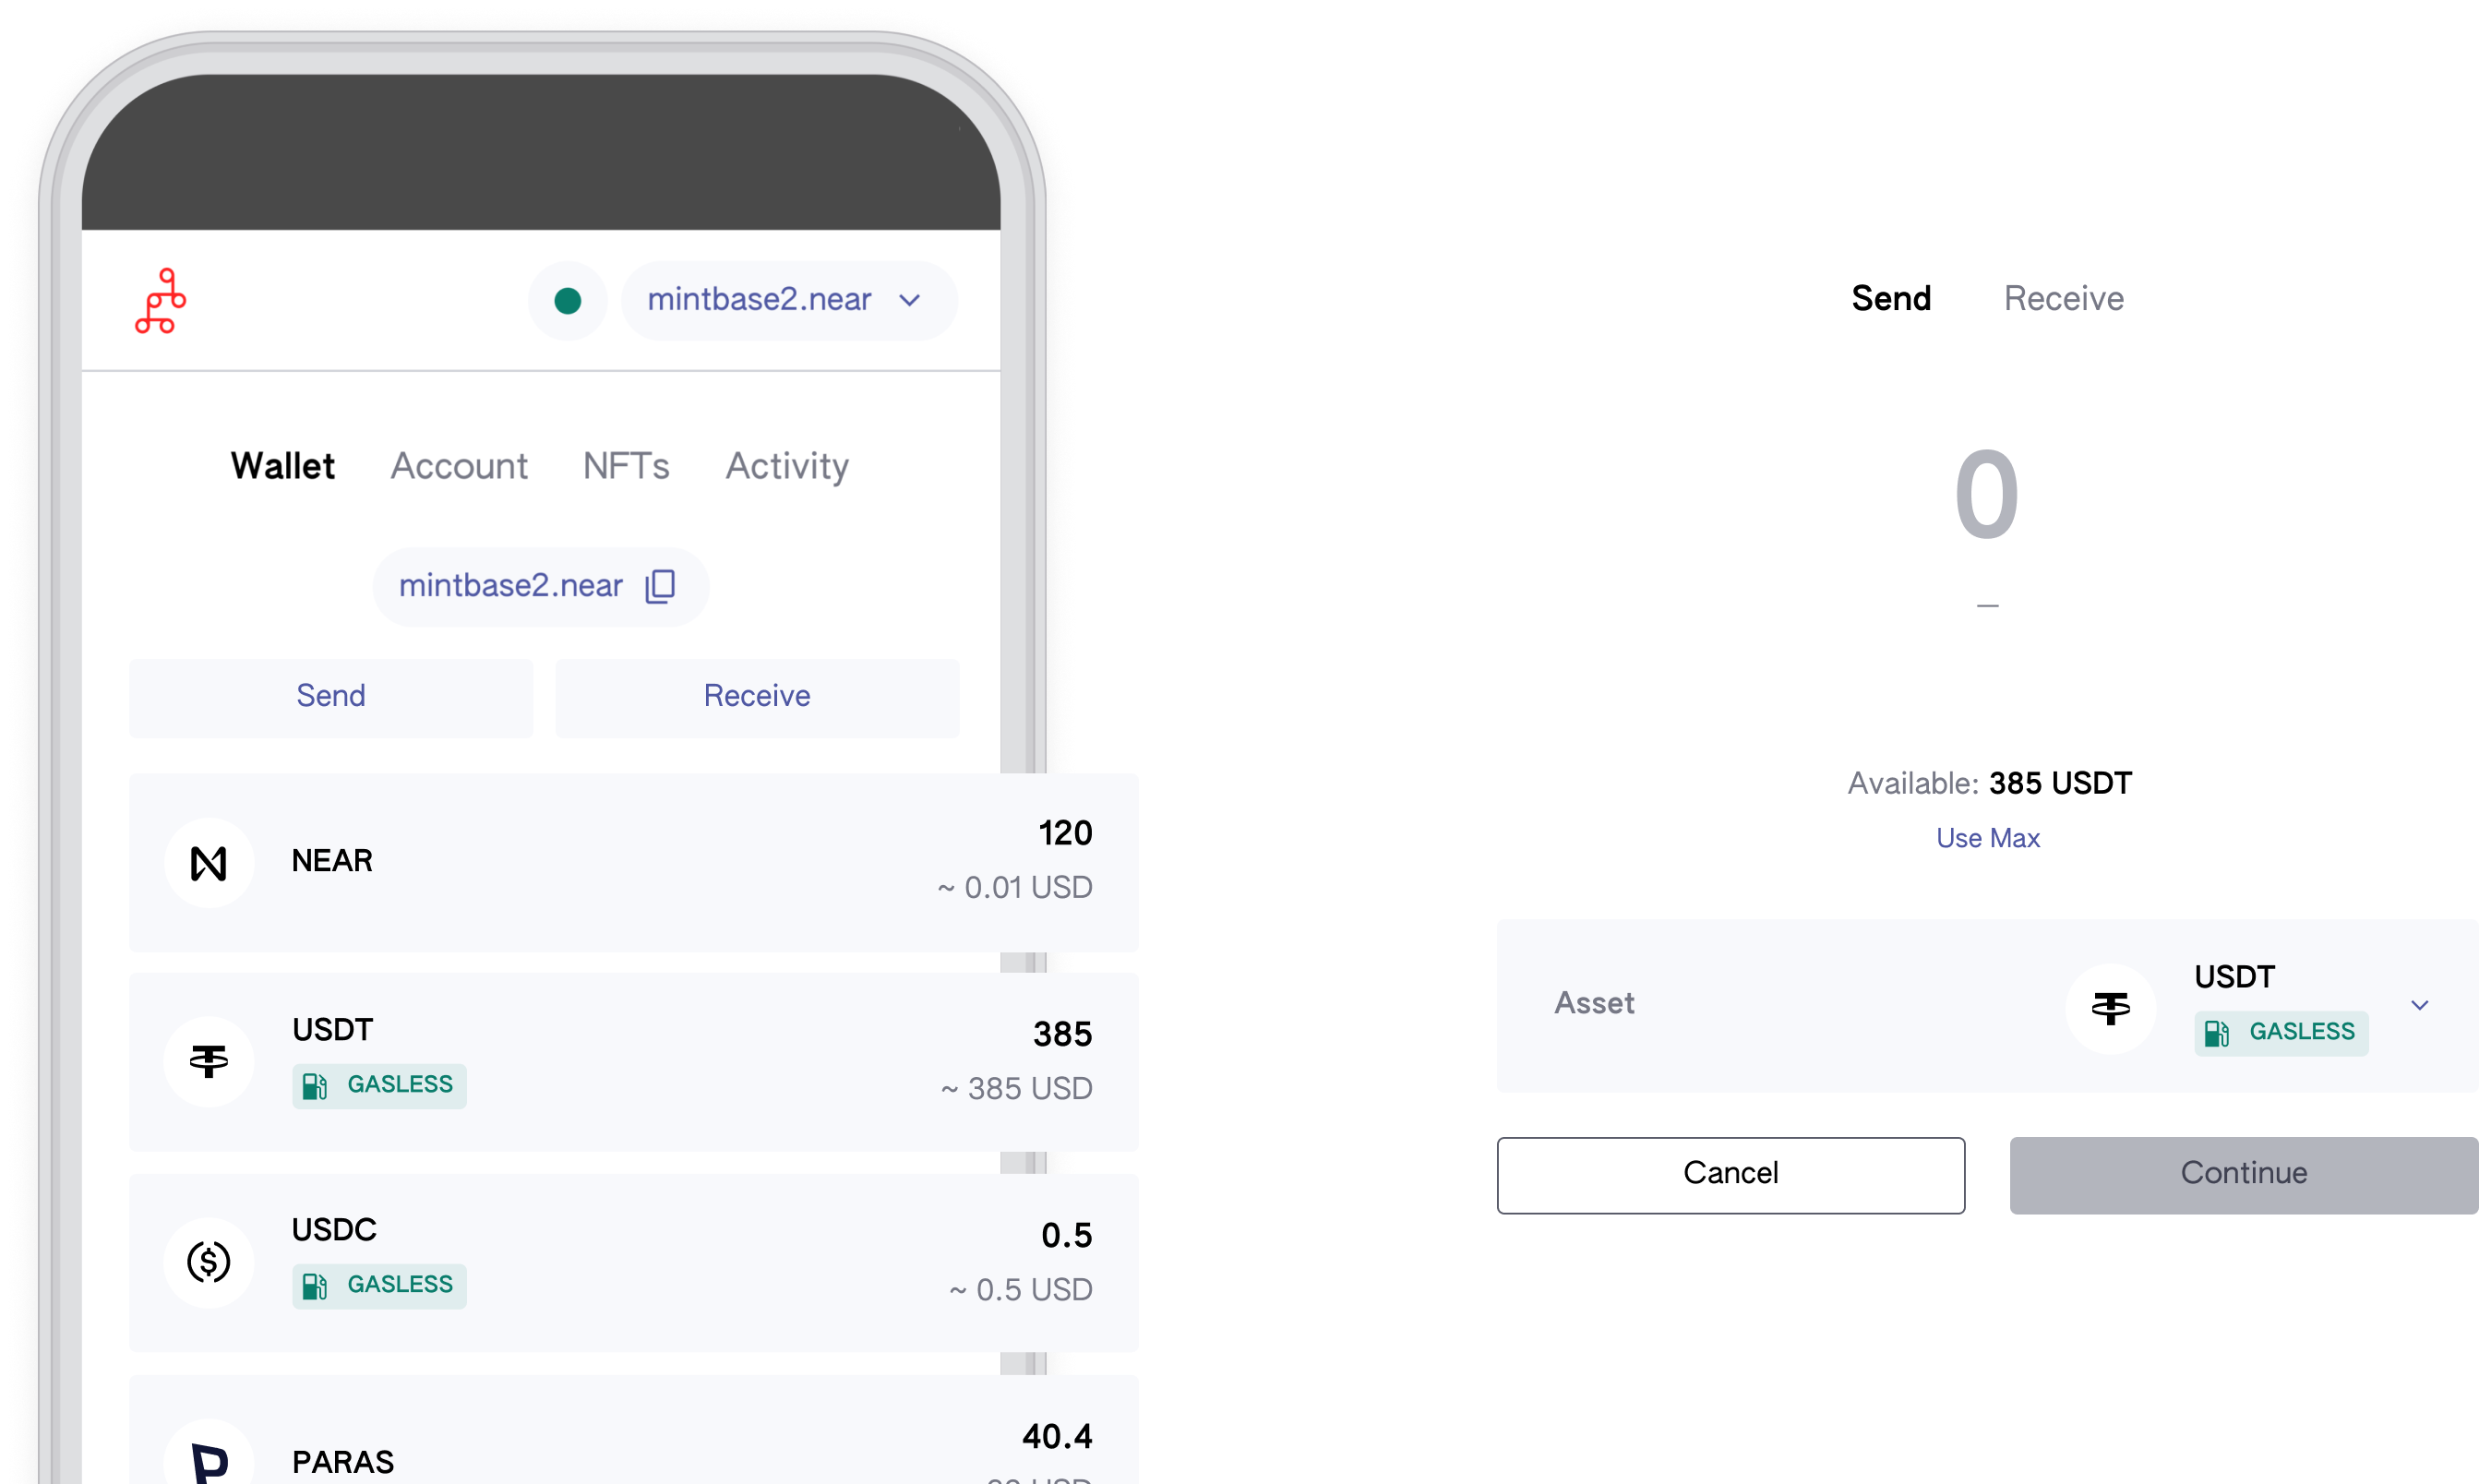 mintbase2.near
Wallet Account NFTs Activity
mintbase2.near
Send Receive
NEAR
120
~ 0.01 USD
USDT
GASLESS
385
~ 385 USD
USDC
GASLESS
0.5
~ 0.5 USD
PARAS
40.4
USD
Send Receive
0
–
Available: 385 USDT
Use Max
Asset
USDT
GASLESS
Cancel Continue